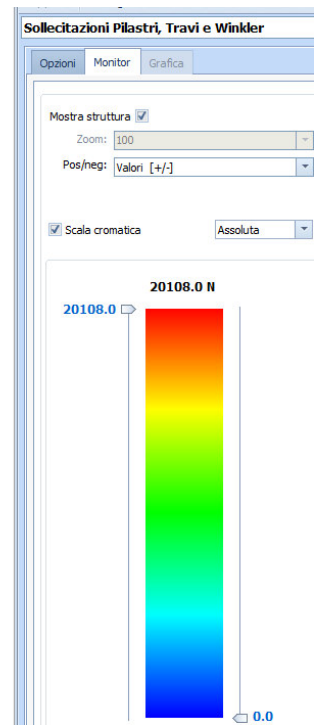 Sollecitazioni Pilastri, Travi e Winkler
Opzioni Monitor Grafica
Mostra struttura
Zoom: 100
Pos/neg: Valori [+/-]
Scala cromatica Assoluta
20108.0 N
20108.0
0.0